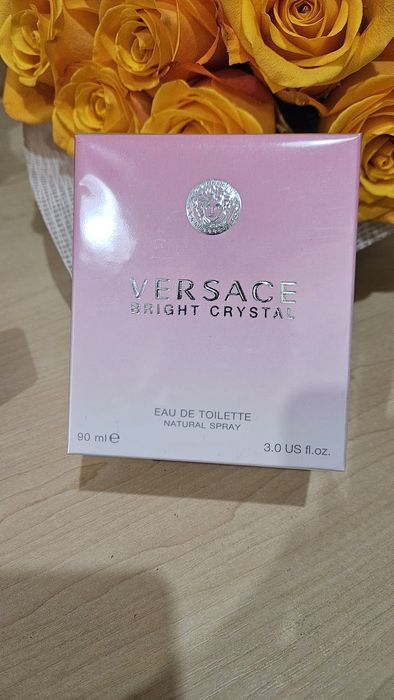 VERSACE
BRIGHT CRYSTAL
EAU DE TOILETTE
NATURAL SPRAY
90 ml ℮
3.0 US fl.oz.